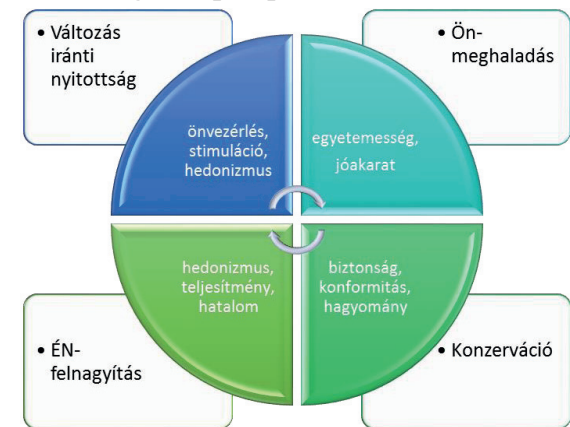 • Változás
iránti
nyitottság
• Ön-
meghaladás
önvezérlés,
stimuláció,
hedonizmus
egyetemesség,
jóakarat
hedonizmus,
teljesítmény,
hatalom
biztonság,
konformitás,
hagyomány
• ÉN-
felnagyítás
• Konzerváció